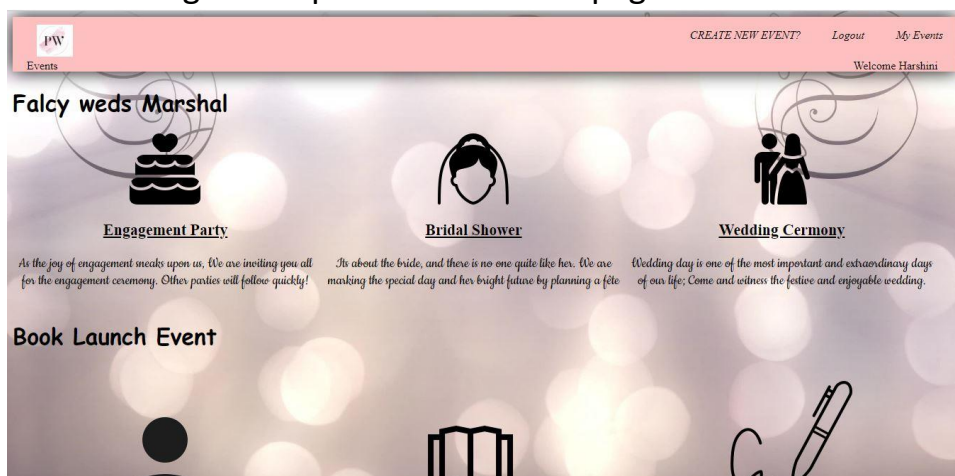 PW
CREATE NEW EVENT? Logout My Events
Events Welcome Harshini
Falcy weds Marshal
Engagement Party
As the joy of engagement sneaks upon us, We are inviting you all
for the engagement ceremony. Other parties will follow quickly!
Bridal Shower
Its about the bride, and there is no one quite like her. We are
marking the special day and her bright future by planning a fête
Wedding Cermony
Wedding day is one of the most important and extraordinary days
of our life; Come and witness the festive and enjoyable wedding.
Book Launch Event